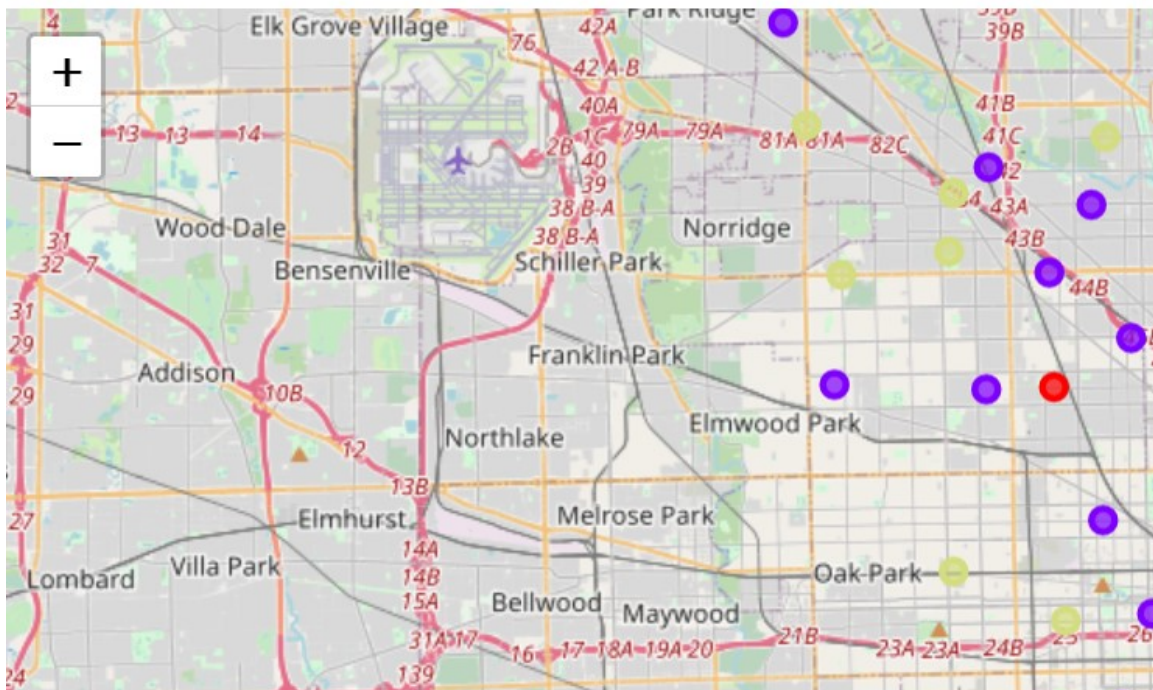 Elk Grove Village
42A
Park Ridge
39B
76
4
+
42 A-B
40A
41B
−
13
13
14
1C
79A
79A
81A
81A
82C
41C
2B
40
42
39
43A
38 B-A
Wood Dale
Norridge
38 B-A
43B
31
32
7
Bensenville
Schiller Park
44B
31
29
Franklin Park
Addison
29
10B
Elmwood Park
Northlake
12
13B
27
Elmhurst
Melrose Park
14A
Villa Park
14B
Oak Park
Lombard
15A
Bellwood
Maywood
31A
17
16
17
18A
19A
20
21B
23A
23A
24B
25
26
24
139